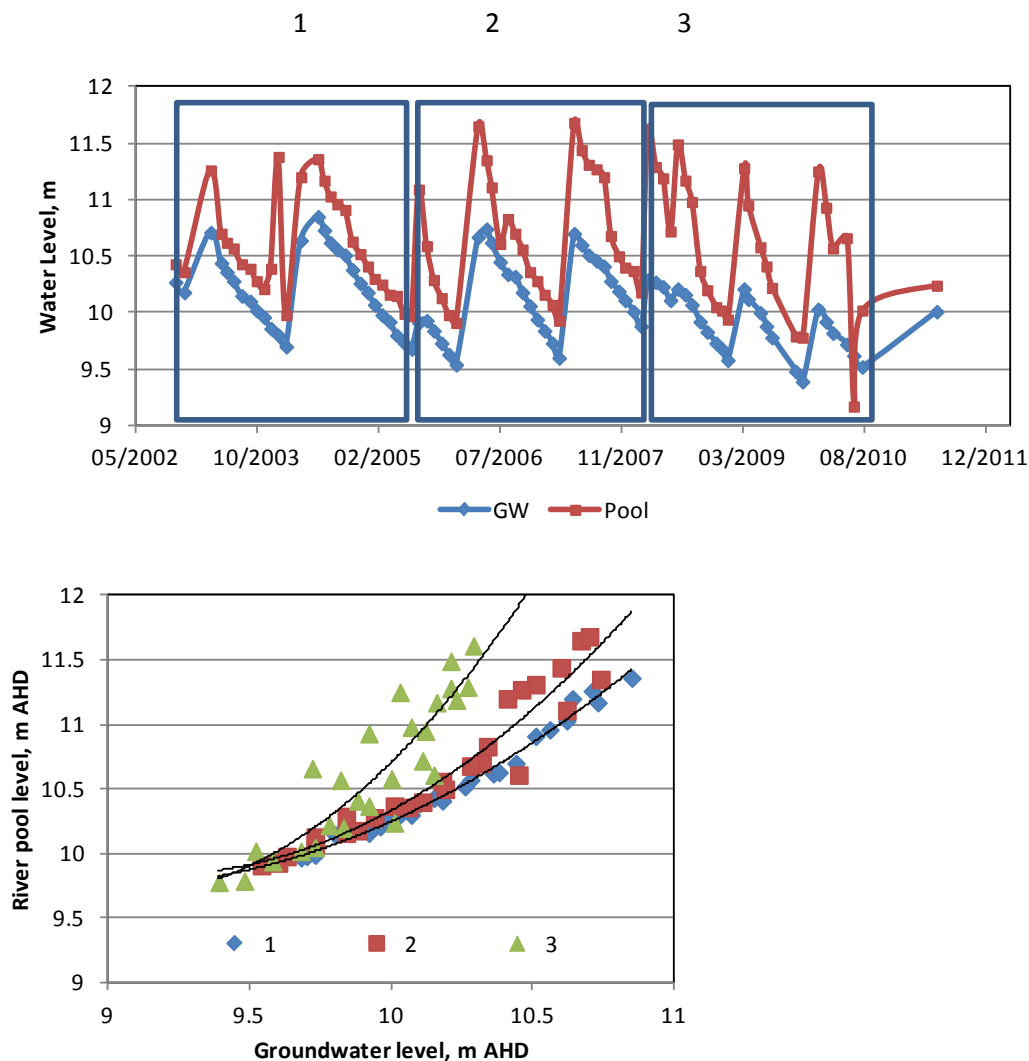 1 2 3
12
11.5
11
10.5
10
9.5
9
Water Level, m
05/2002 10/2003 02/2005 07/2006 11/2007 03/2009 08/2010 12/2011
GW Pool
12
11.5
11
10.5
10
9.5
9
River pool level, m AHD
1 2 3
9 9.5 10 10.5 11
Groundwater level, m AHD